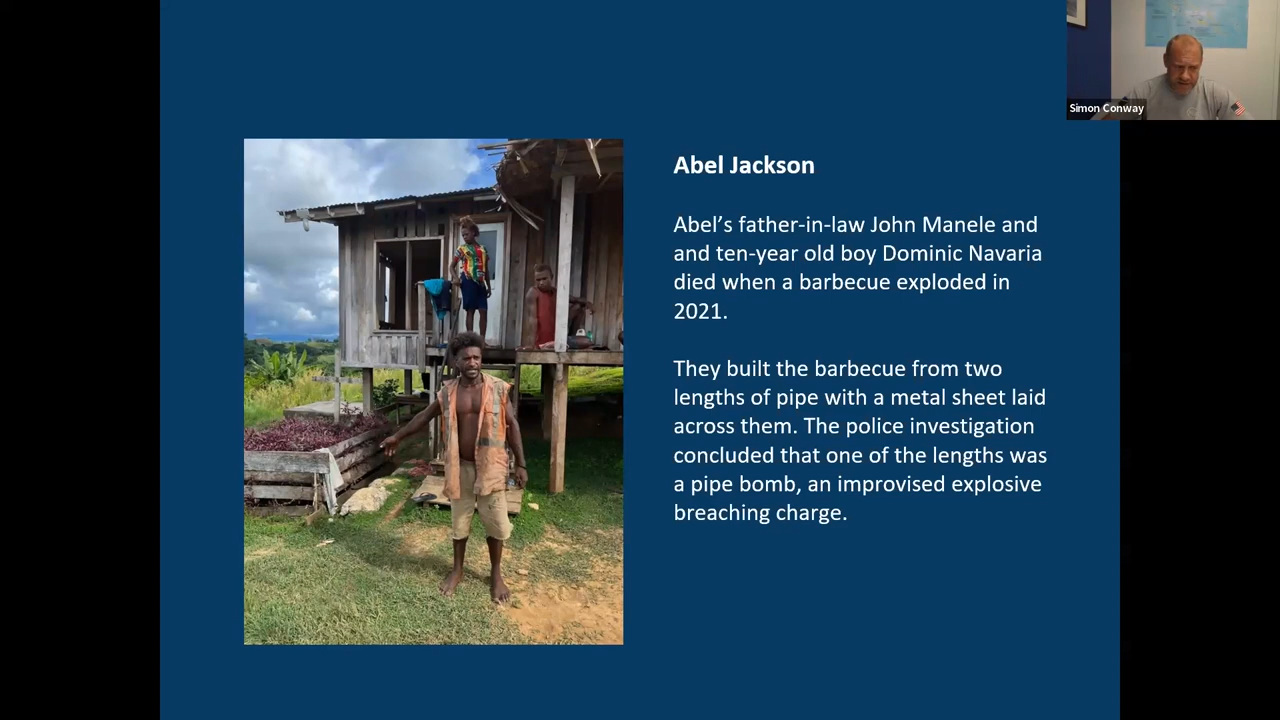 Simon Conway
Abel Jackson
Abel’s father-in-law John Manele and
and ten-year old boy Dominic Navaria
died when a barbecue exploded in
2021.
They built the barbecue from two
lengths of pipe with a metal sheet laid
across them. The police investigation
concluded that one of the lengths was
a pipe bomb, an improvised explosive
breaching charge.